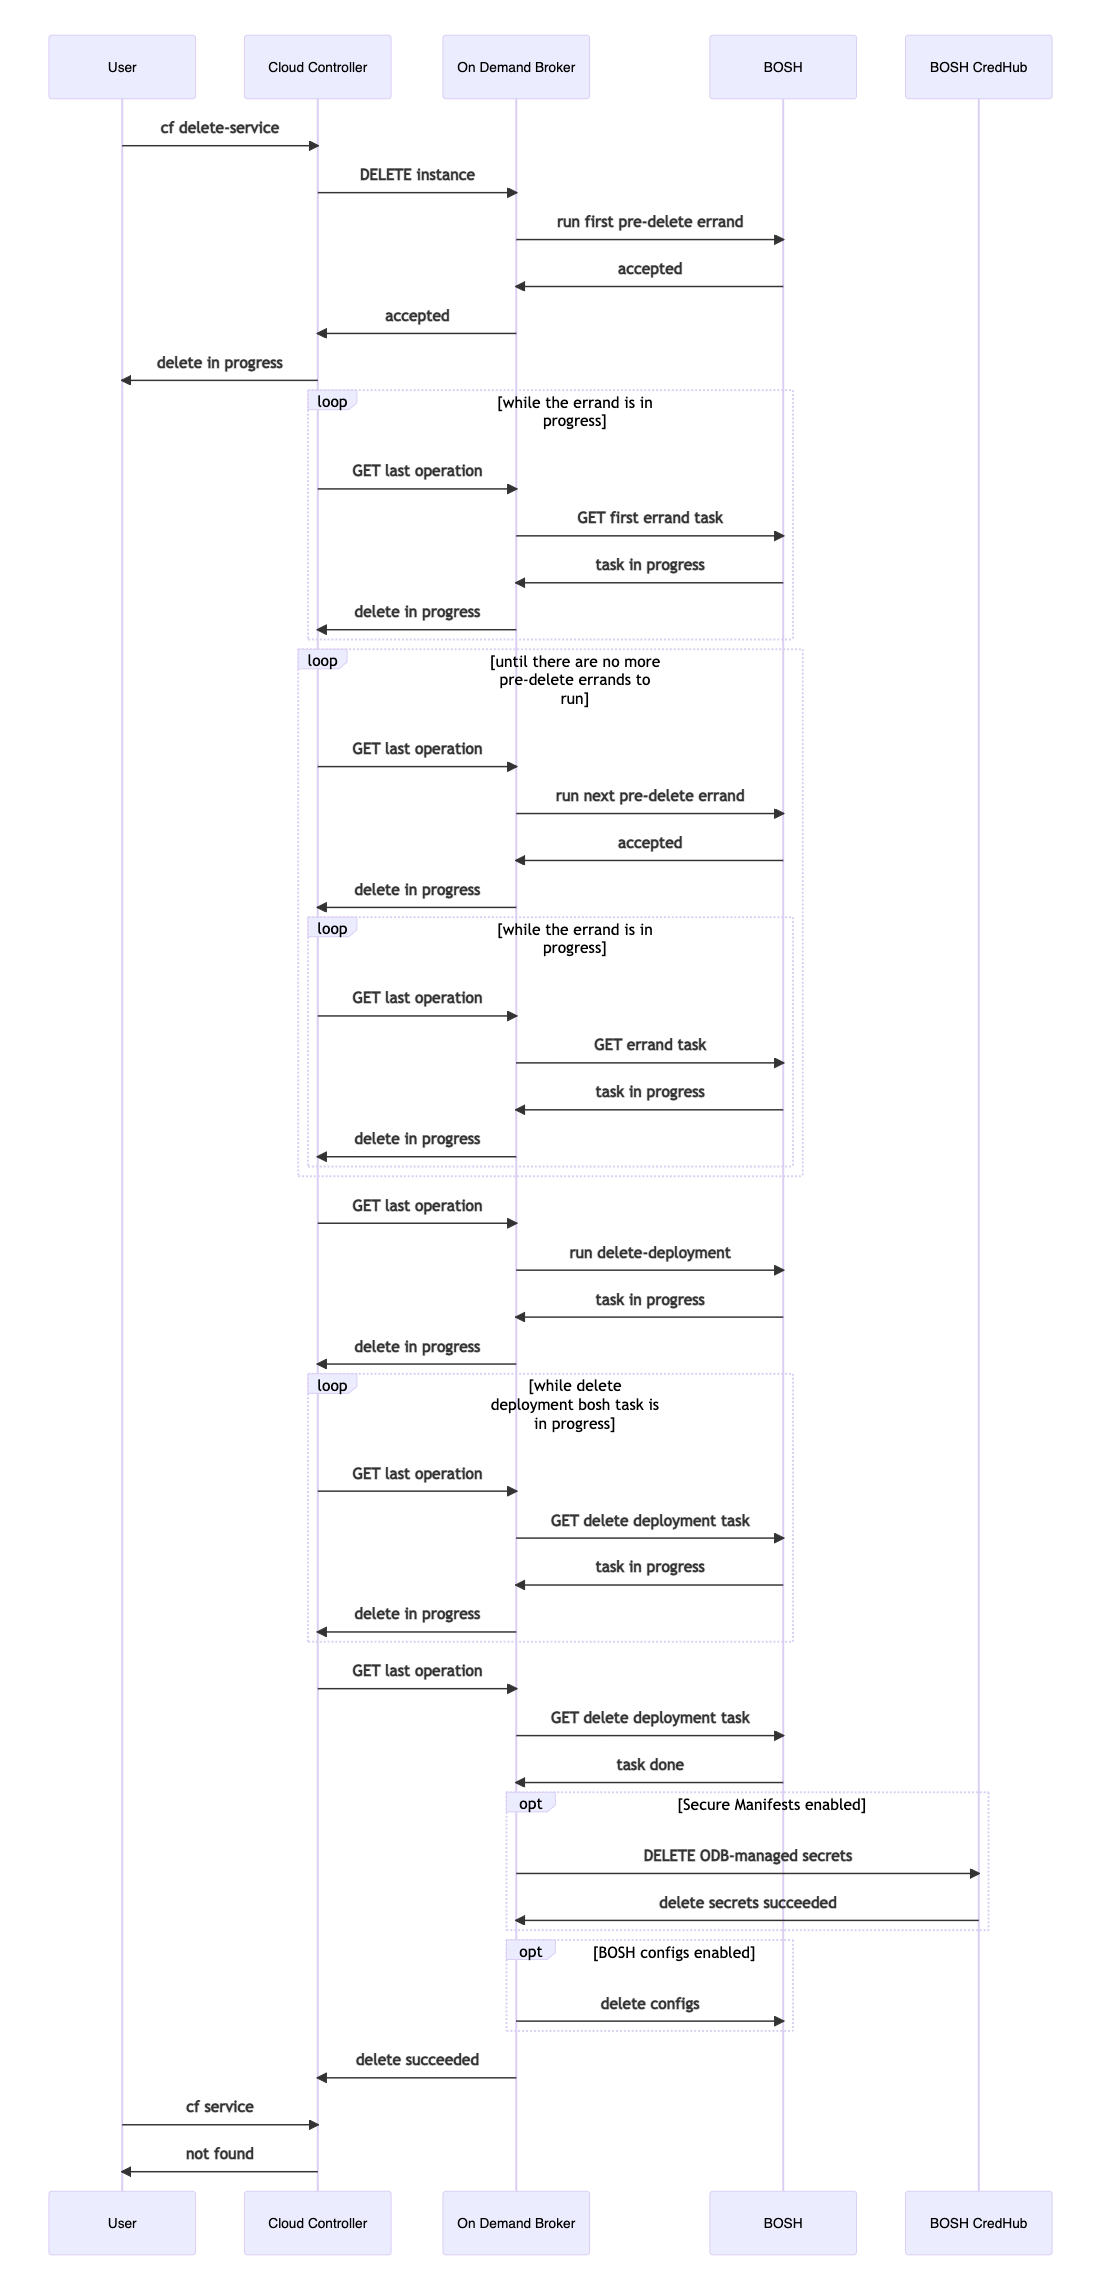 User
Cloud Controller
On Demand Broker
BOSH
BOSH CredHub
cf delete-service
DELETE instance
run first pre-delete errand
accepted
accepted
delete in progress
loop
[while the errand is in
progress]
GET last operation
GET first errand task
task in progress
delete in progress
loop
[until there are no more
pre-delete errands to
run]
GET last operation
run next pre-delete errand
accepted
delete in progress
loop
[while the errand is in
progress]
GET last operation
GET errand task
task in progress
delete in progress
GET last operation
run delete-deployment
task in progress
delete in progress
loop
[while delete
deployment bosh task is
in progress]
GET last operation
GET delete deployment task
task in progress
delete in progress
GET last operation
GET delete deployment task
task done
opt
[Secure Manifests enabled]
DELETE ODB-managed secrets
delete secrets succeeded
opt
[BOSH configs enabled]
delete configs
delete succeeded
cf service
not found
User
Cloud Controller
On Demand Broker
BOSH
BOSH CredHub